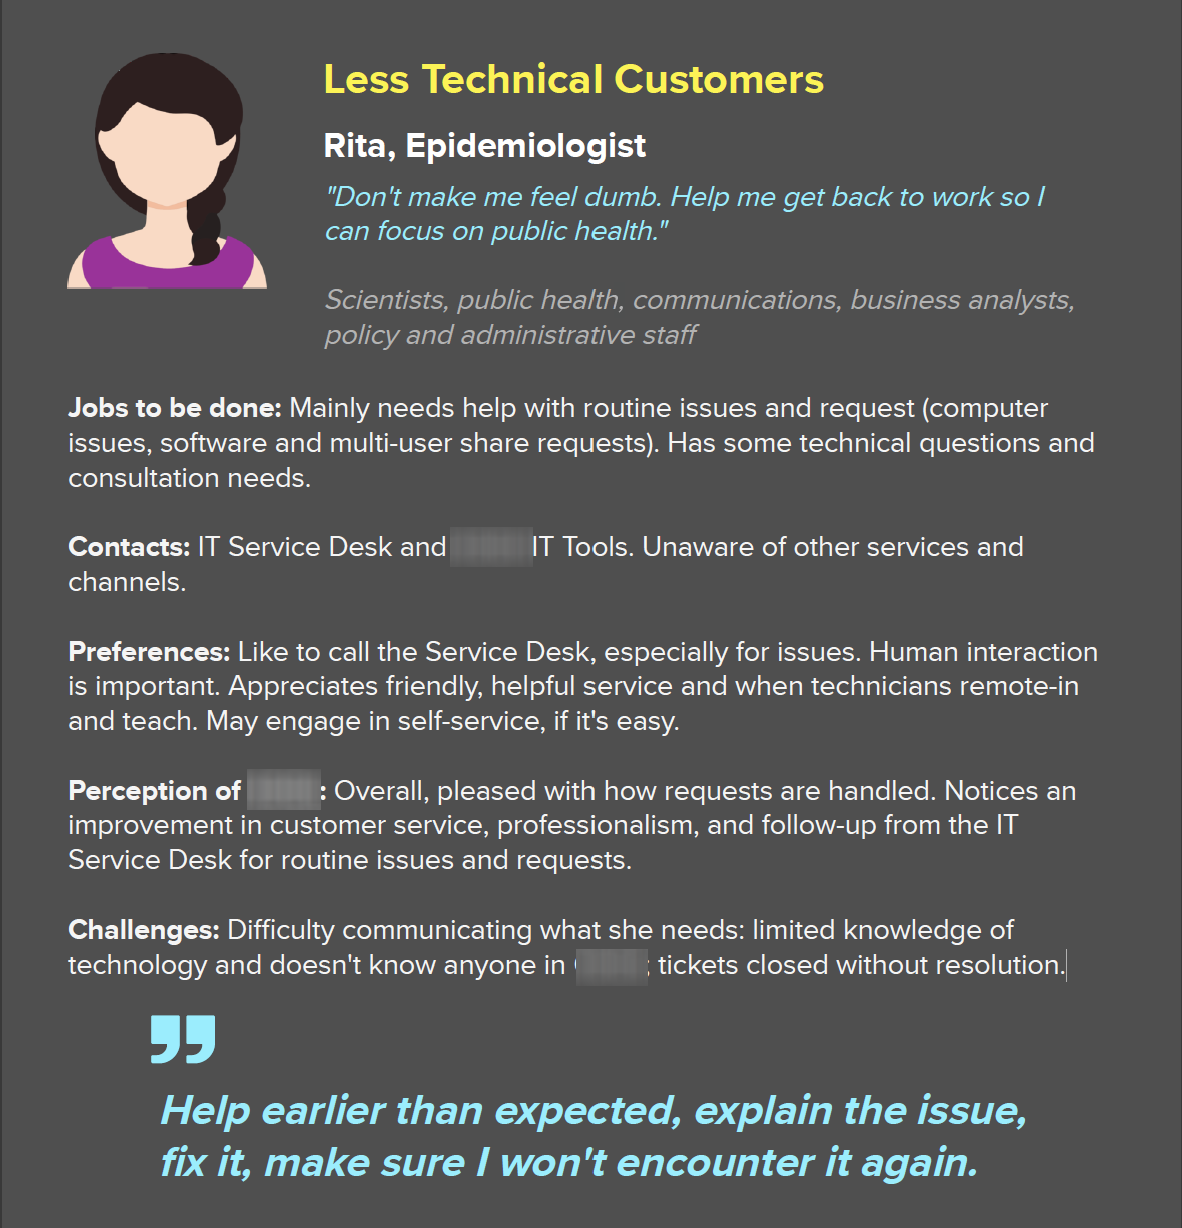 Less Technical Customers
Rita, Epidemiologist
"Don't make me feel dumb. Help me get back to work so I
can focus on public health."
Scientists, public health, communications, business analysts,
policy and administrative staff
Jobs to be done: Mainly needs help with routine issues and request (computer
issues, software and multi-user share requests). Has some technical questions and
consultation needs.
Contacts: IT Service Desk and IT Tools. Unaware of other services and
channels.
Preferences: Like to call the Service Desk, especially for issues. Human interaction
is important. Appreciates friendly, helpful service and when technicians remote-in
and teach. May engage in self-service, if it's easy.
Perception of : Overall, pleased with how requests are handled. Notices an
improvement in customer service, professionalism, and follow-up from the IT
Service Desk for routine issues and requests.
Challenges: Difficulty communicating what she needs: limited knowledge of
technology and doesn't know anyone in ; tickets closed without resolution.
”
Help earlier than expected, explain the issue,
fix it, make sure I won't encounter it again.